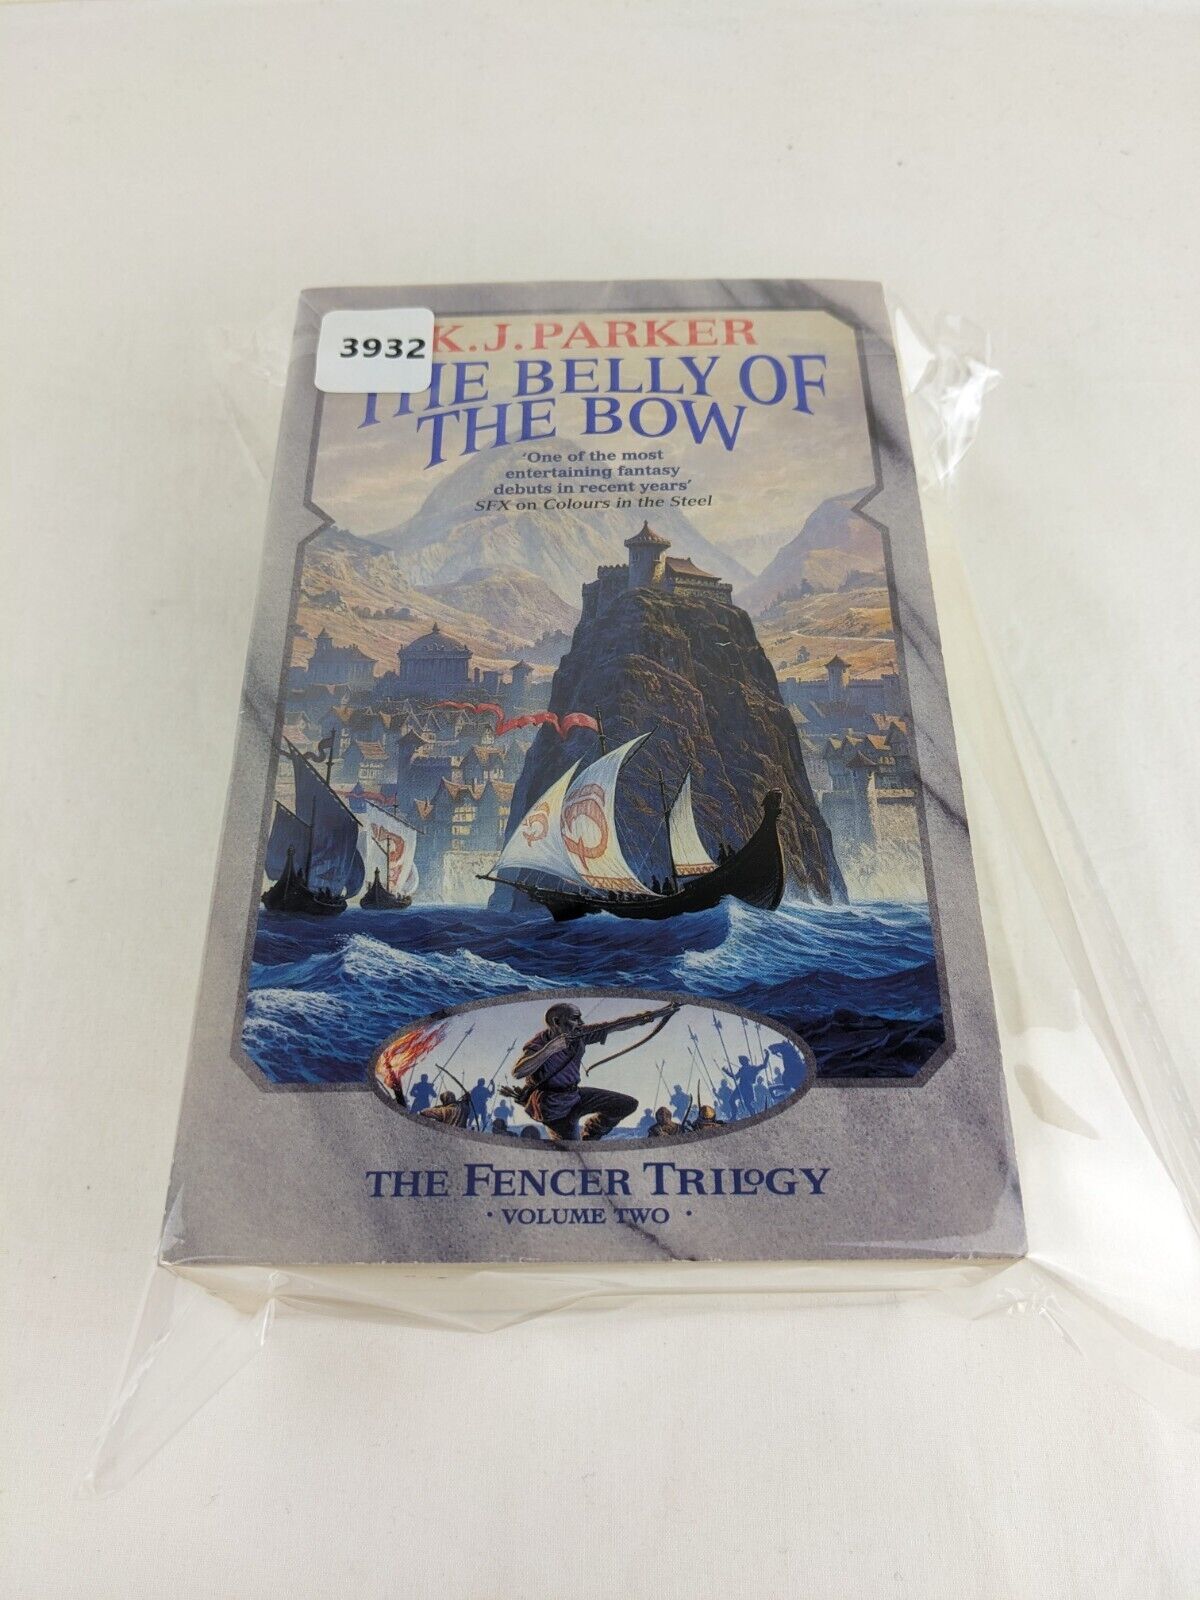 3932
K.J. PARKER
THE BELLY OF
THE BOW
'One of the most
entertaining fantasy
debuts in recent years'
SFX on Colours in the Steel
THE FENCER TRILOGY
· VOLUME TWO ·